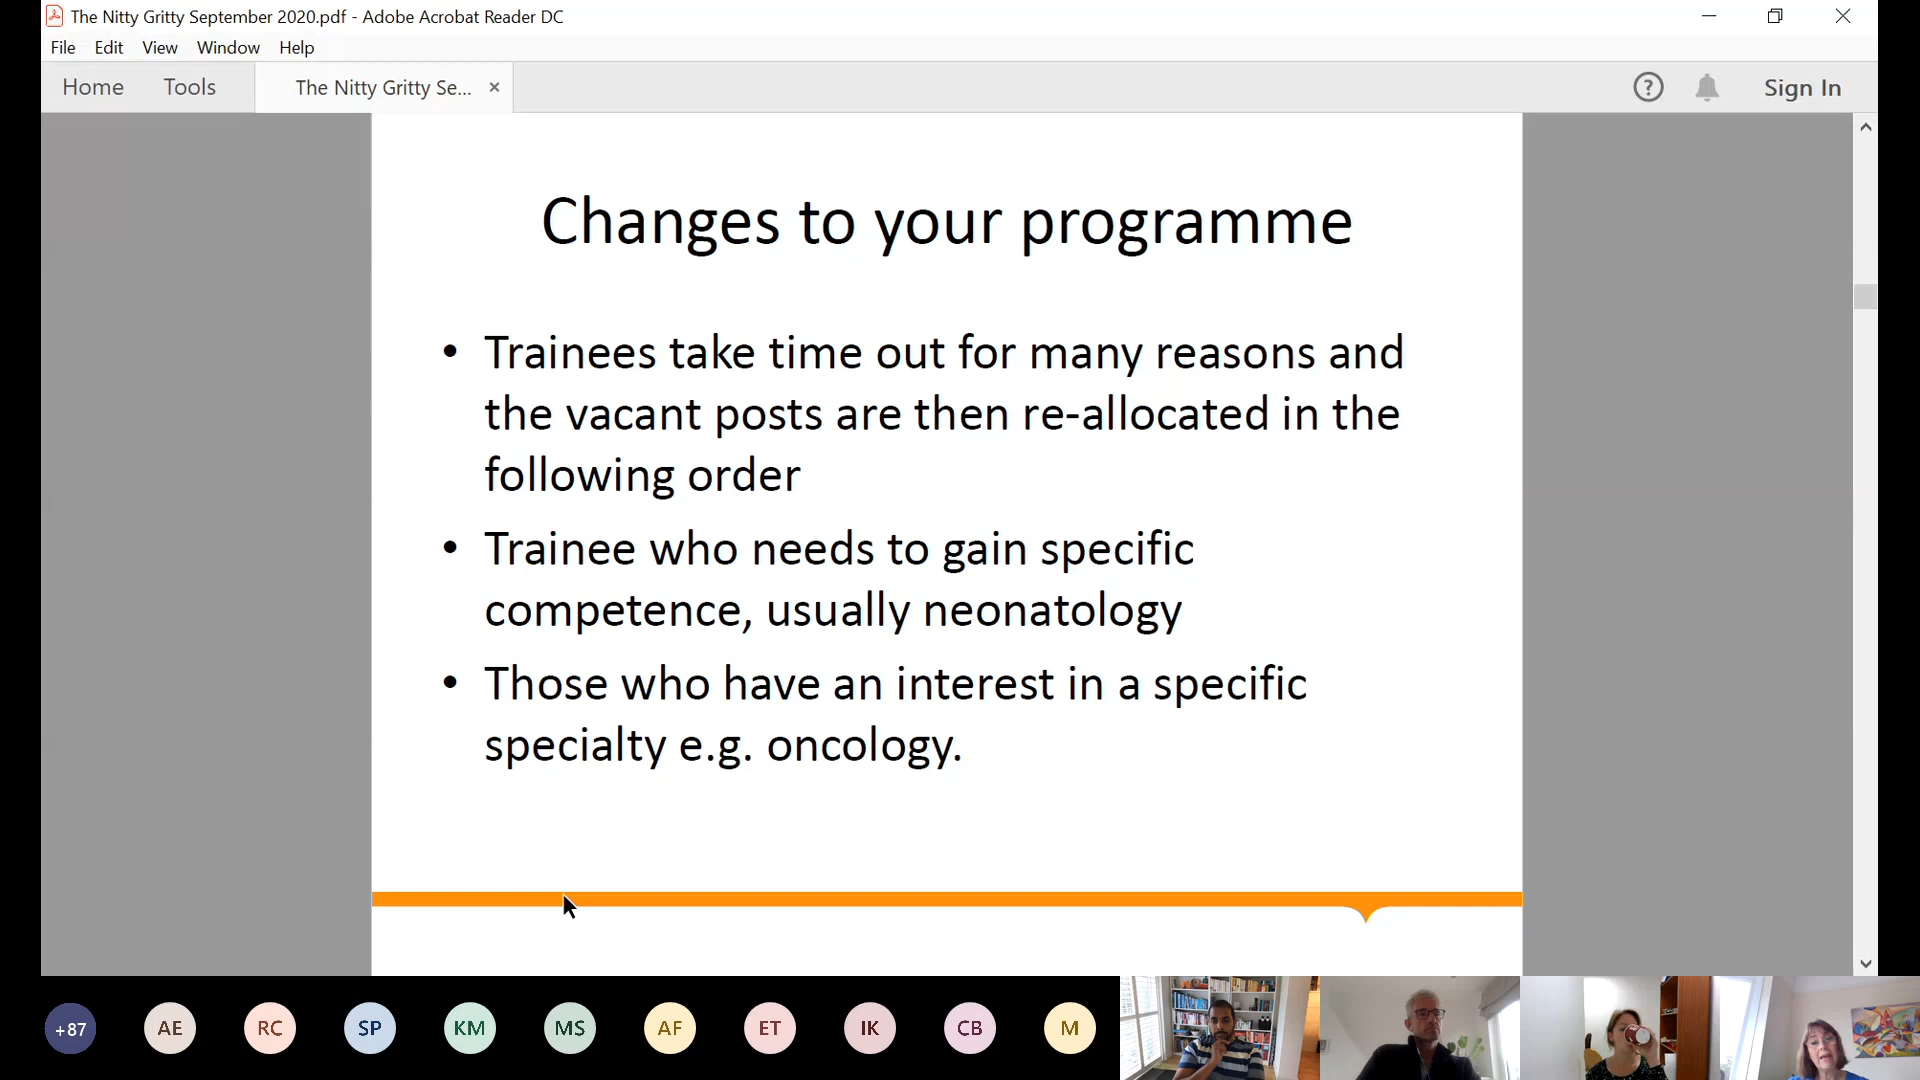 The Nitty Gritty September 2020.pdf - Adobe Acrobat Reader DC
File Edit View Window Help
Home Tools The Nitty Gritty Se... × ? Sign In
Changes to your programme
• Trainees take time out for many reasons and
the vacant posts are then re-allocated in the
following order
• Trainee who needs to gain specific
competence, usually neonatology
• Those who have an interest in a specific
specialty e.g. oncology.
+87 AE RC SP KM MS AF ET IK CB M